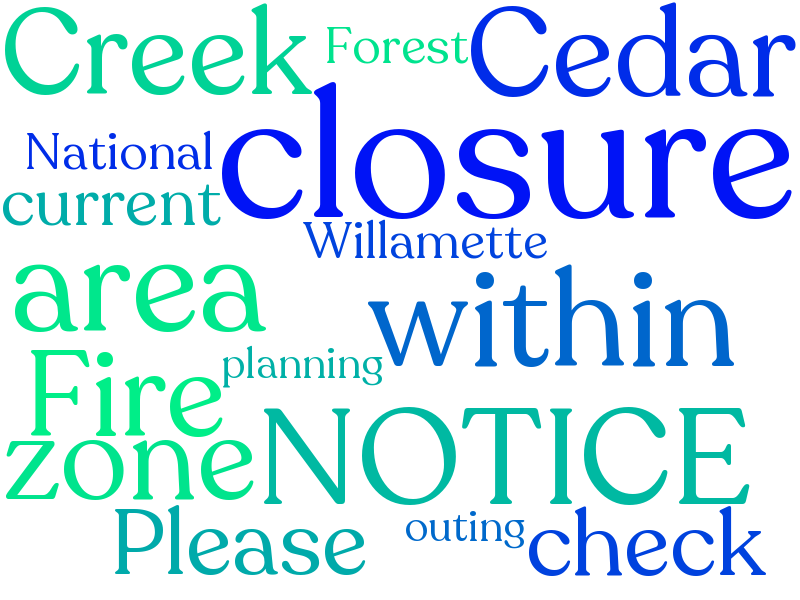 Creek Forest Cedar
National closure
current
Willamette
area within
Fire planning
zone NOTICE
Please outing check